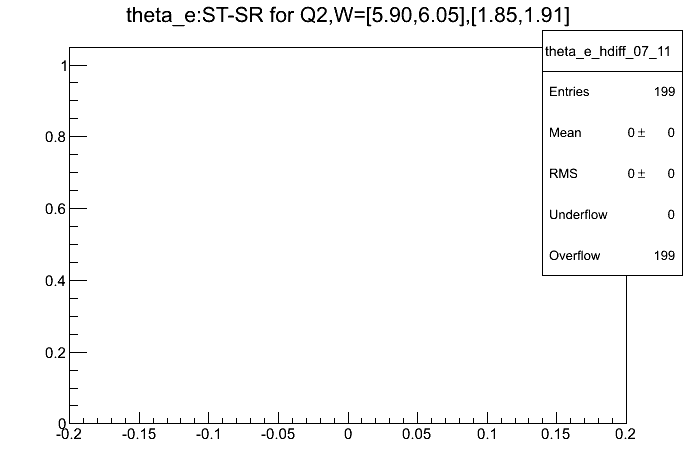 theta_e:ST-SR for Q2,W=[5.90,6.05],[1.85,1.91]
theta_e_hdiff_07_11
Entries 199
Mean 0 ± 0
RMS 0 ± 0
Underflow 0
Overflow 199
1
0.8
0.6
0.4
0.2
0
-0.2 -0.15 -0.1 -0.05 0 0.05 0.1 0.15 0.2